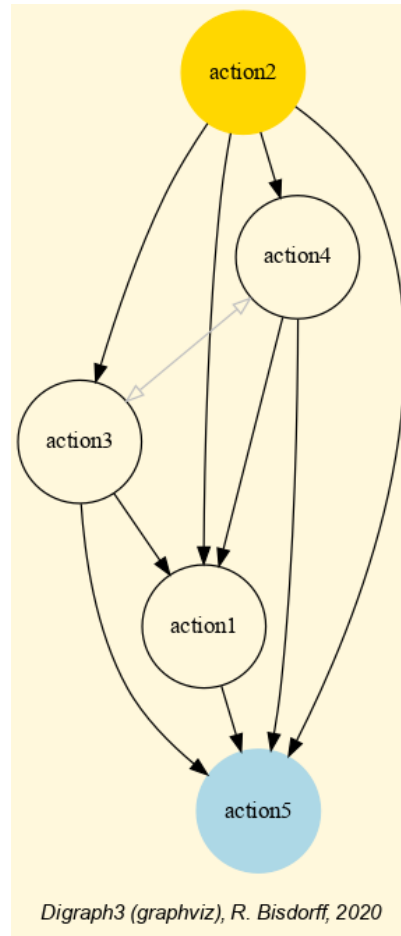 action2
action4
action3
action1
action5
Digraph3 (graphviz), R. Bisdorff, 2020